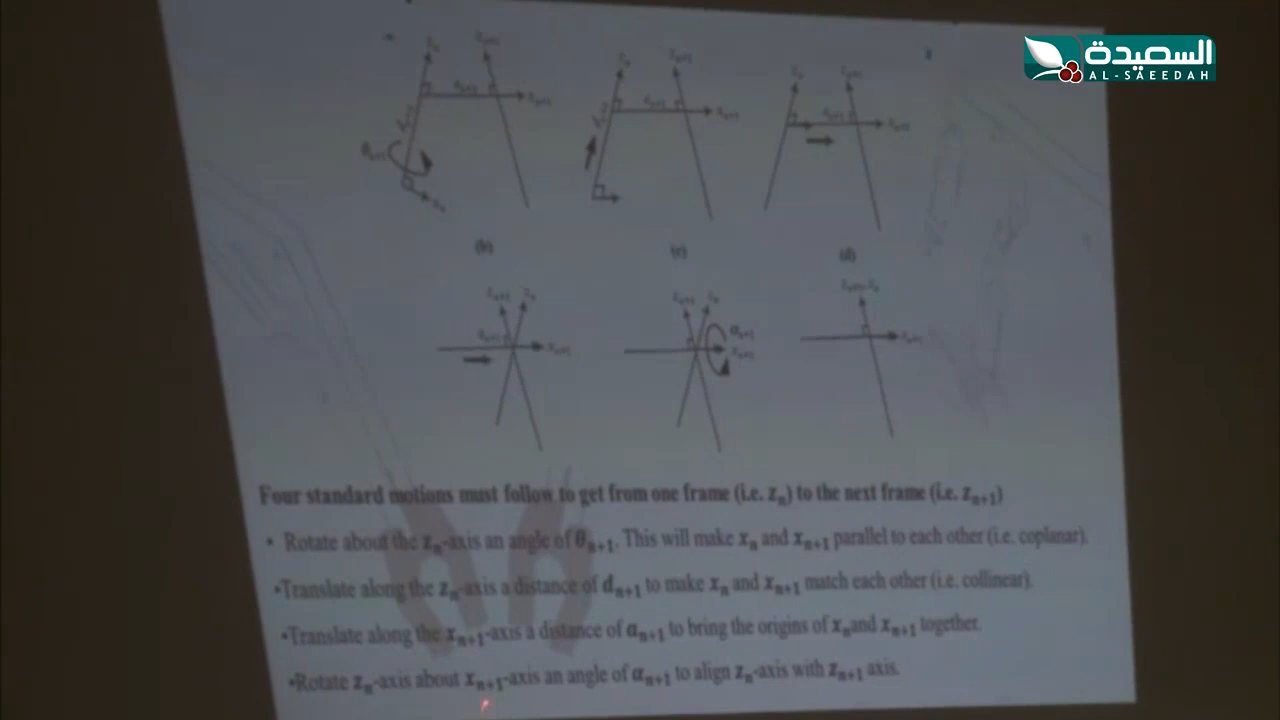 السعيدة
AL-SAEEDAH
(b)
(c)
(d)
Four standard motions must follow to get from one frame (i.e. zₙ) to the next frame (i.e. zₙ₊₁)
• Rotate about the zₙ-axis an angle of θₙ₊₁. This will make xₙ and xₙ₊₁ parallel to each other (i.e. coplanar).
•Translate along the zₙ-axis a distance of dₙ₊₁ to make xₙ and xₙ₊₁ match each other (i.e. collinear).
•Translate along the xₙ₊₁-axis a distance of aₙ₊₁ to bring the origins of xₙand xₙ₊₁ together.
•Rotate zₙ-axis about xₙ₊₁-axis an angle of αₙ₊₁ to align zₙ-axis with zₙ₊₁ axis.